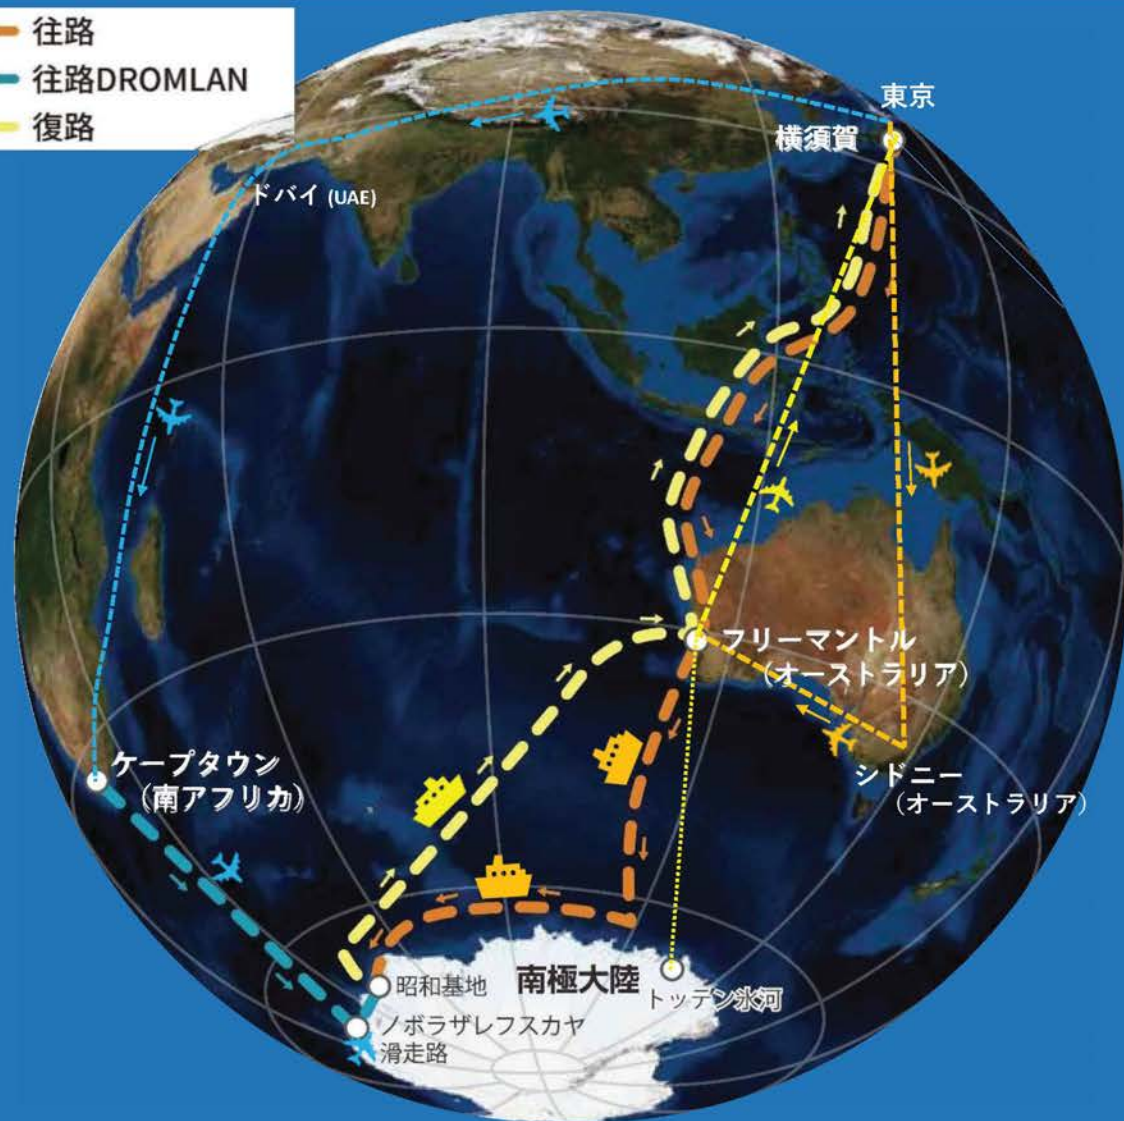 往路
往路DROMLAN
復路
東京
横須賀
ドバイ (UAE)
フリーマントル
(オーストラリア)
ケープタウン
(南アフリカ)
シドニー
(オーストラリア)
南極大陸
昭和基地
トッテン氷河
ノボラザレフスカヤ
滑走路